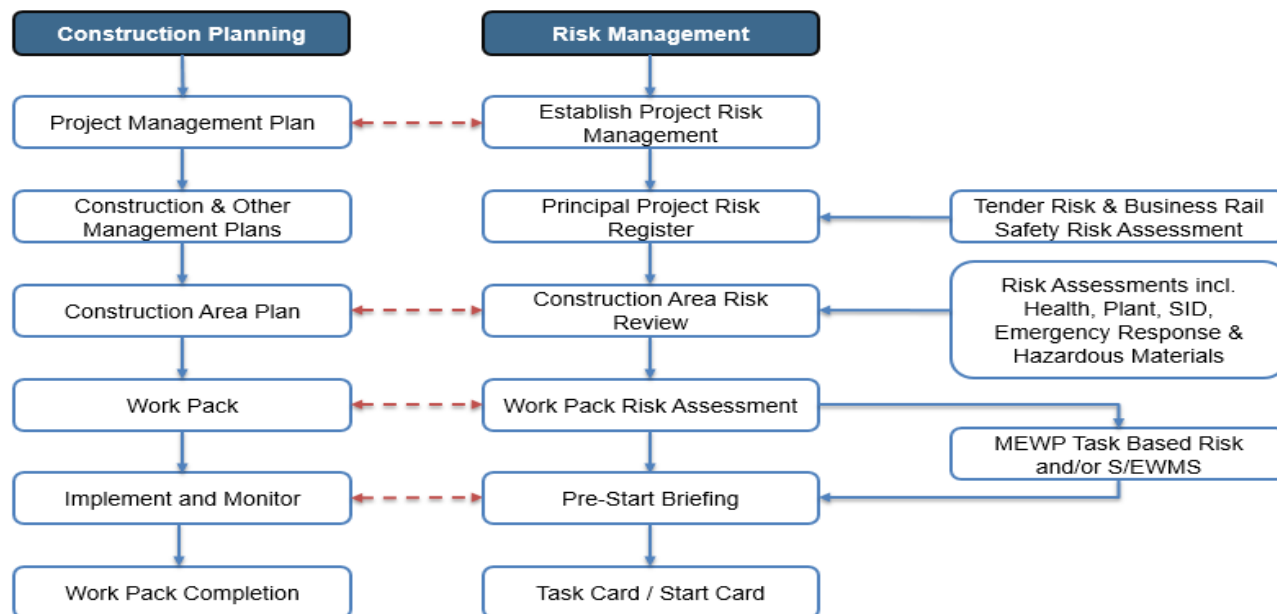 Construction Planning
Risk Management
Project Management Plan
Establish Project Risk
Management
Construction & Other
Management Plans
Principal Project Risk
Register
Tender Risk & Business Rail
Safety Risk Assessment
Construction Area Plan
Construction Area Risk
Review
Risk Assessments incl.
Health, Plant, SID,
Emergency Response &
Hazardous Materials
Work Pack
Work Pack Risk Assessment
MEWP Task Based Risk
and/or S/EWMS
Implement and Monitor
Pre-Start Briefing
Work Pack Completion
Task Card / Start Card